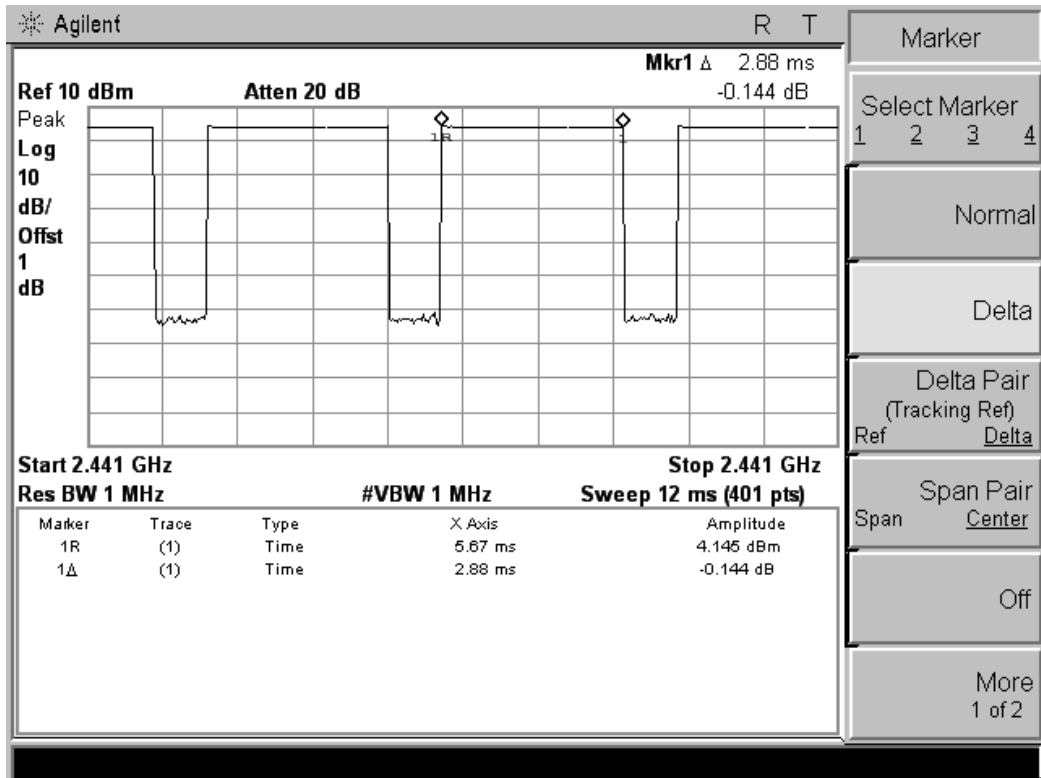 Agilent R T
Mkr1 Δ 2.88 ms
Ref 10 dBm Atten 20 dB -0.144 dB
Peak
Log
10
dB/
Offst
1
dB
1R 1
Start 2.441 GHz Stop 2.441 GHz
Res BW 1 MHz #VBW 1 MHz Sweep 12 ms (401 pts)
Marker Trace Type X Axis Amplitude
1R (1) Time 5.67 ms 4.145 dBm
1Δ (1) Time 2.88 ms -0.144 dB
Marker
Select Marker
1 2 3 4
Normal
Delta
Delta Pair
(Tracking Ref)
Ref Delta
Span Pair
Span Center
Off
More
1 of 2